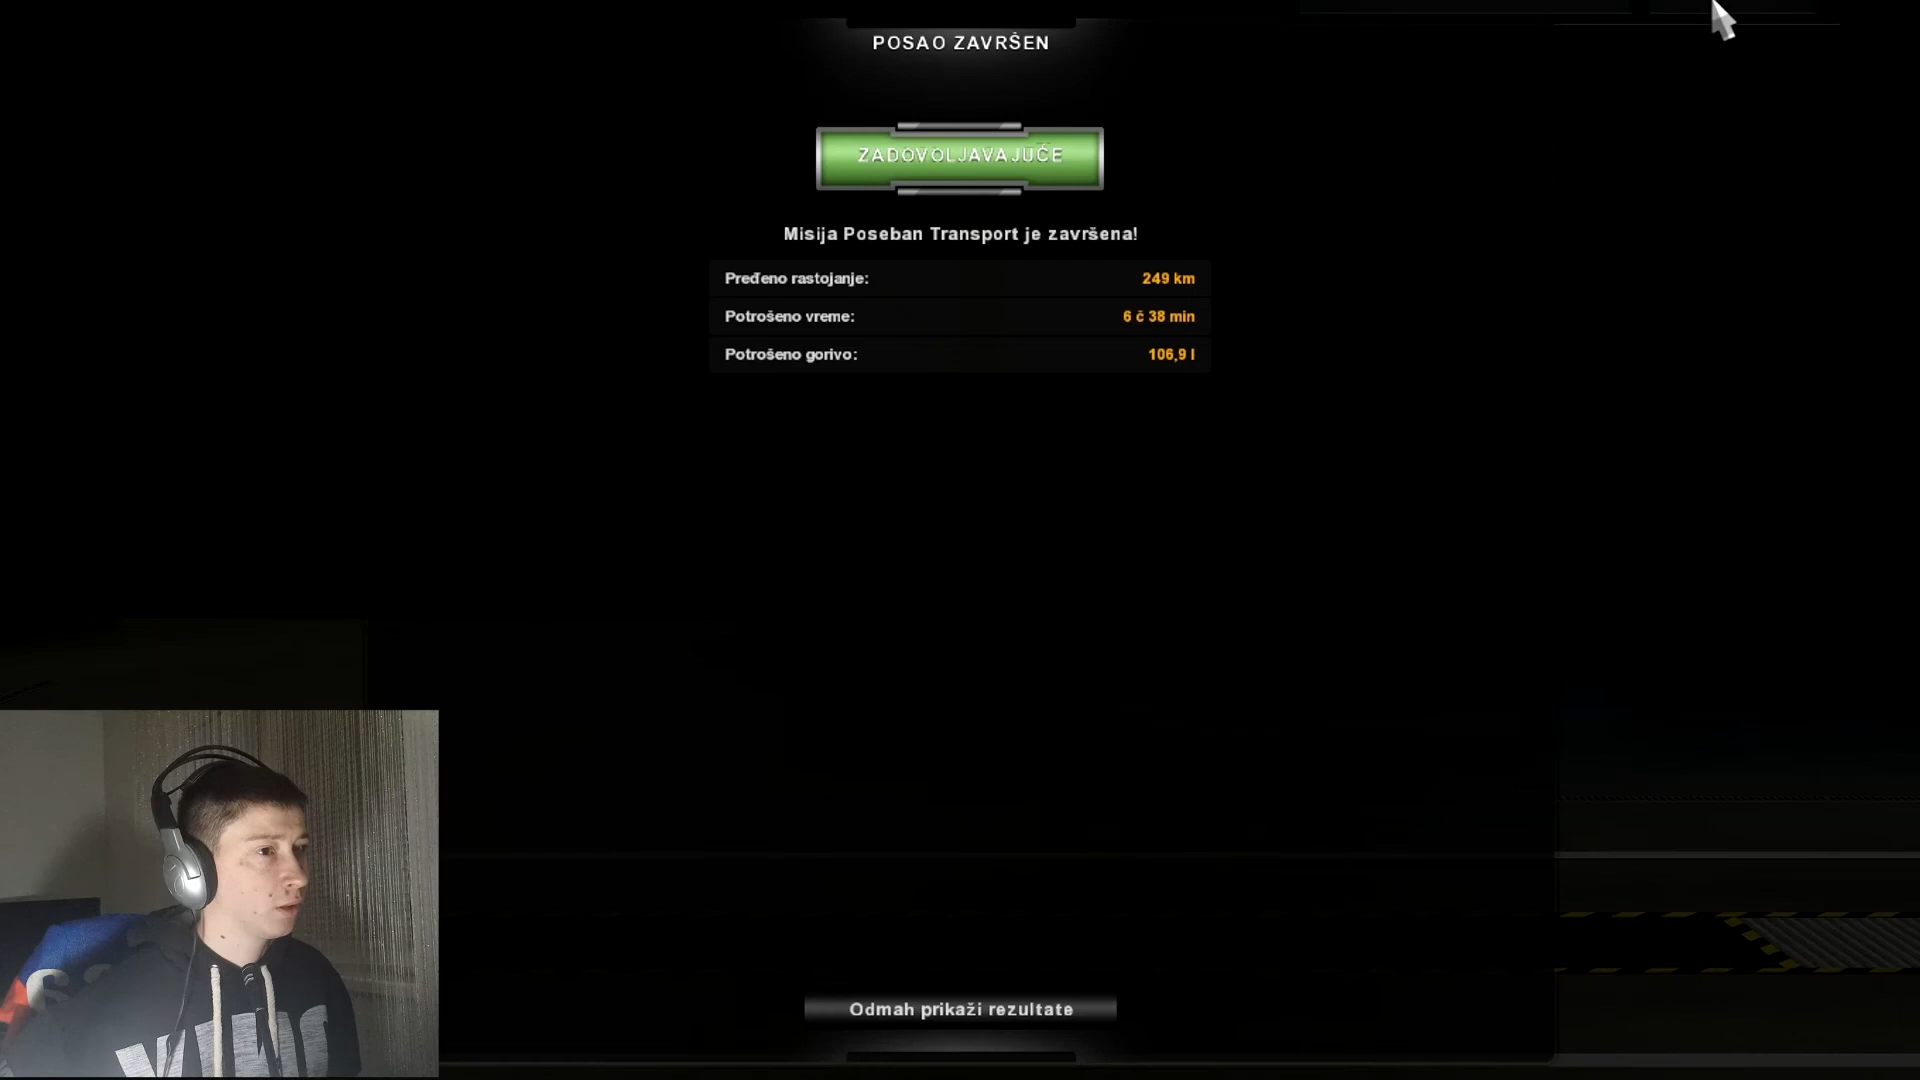 POSAO ZAVRŠEN
ZADOVOLJAVAJUĆE
Misija Poseban Transport je završena!
Pređeno rastojanje: 249 km
Potrošeno vreme: 6 č 38 min
Potrošeno gorivo: 106,9 l
Odmah prikaži rezultate